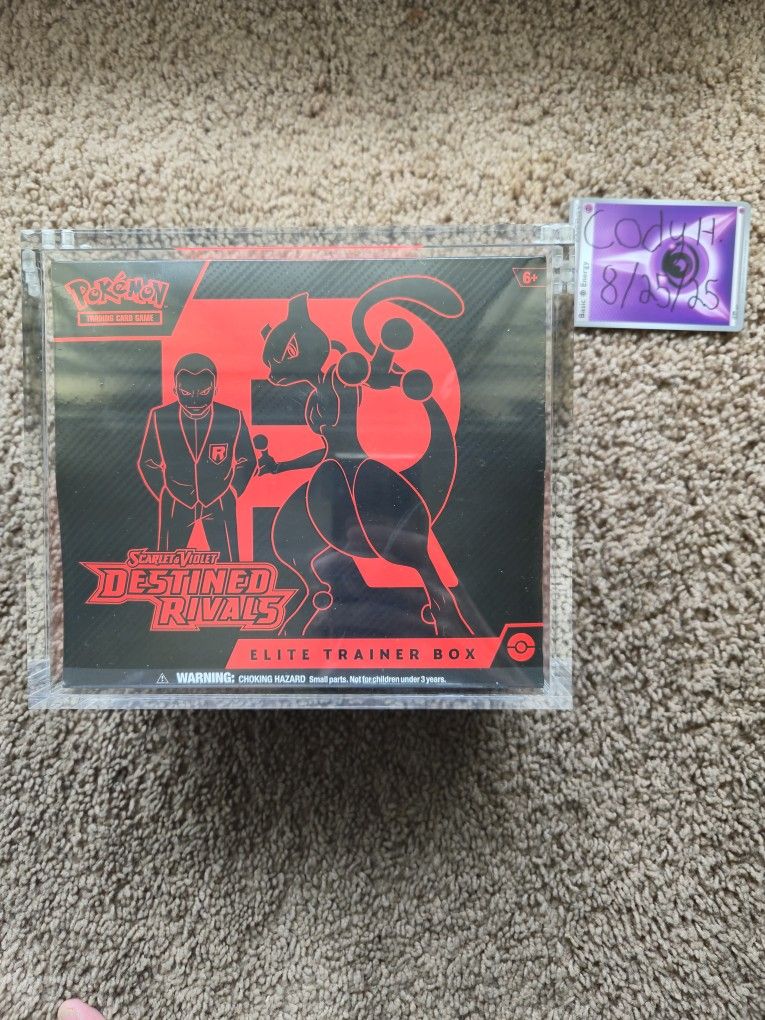 Cody H.
8/25/25
Basic Energy
POKéMON
TRADING CARD GAME
6+
R
SCARLET & VIOLET
DESTINED
RIVALS
ELITE TRAINER BOX
WARNING: CHOKING HAZARD Small parts. Not for children under 3 years.